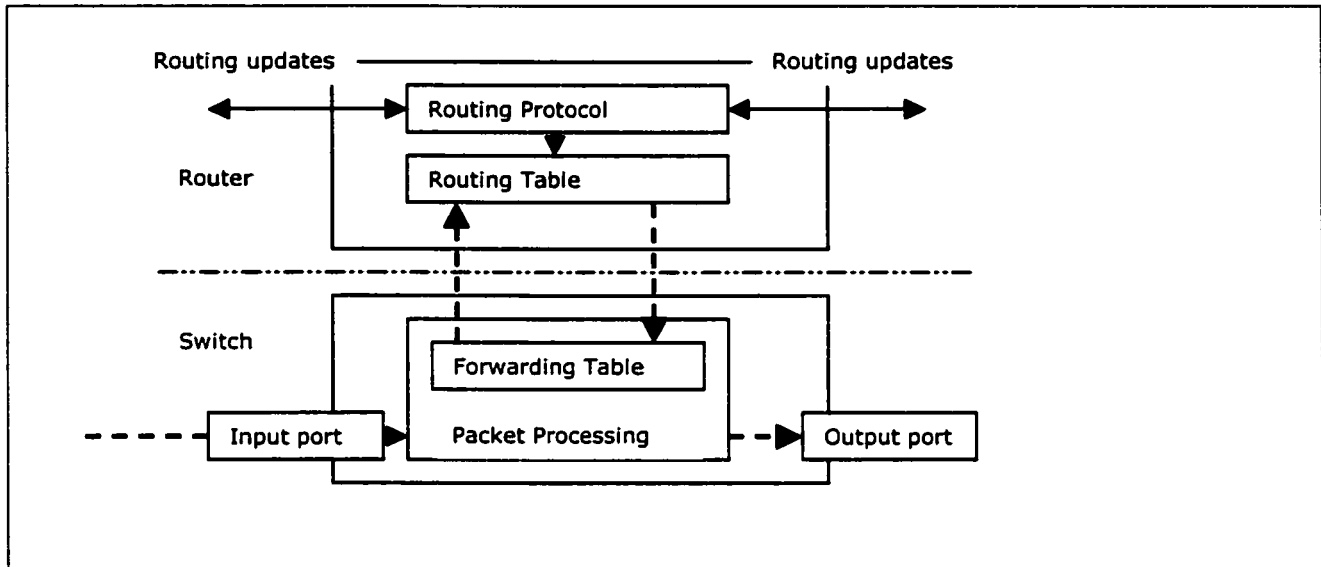 Routing updates
Routing updates
Routing Protocol
Router
Routing Table
Switch
Forwarding Table
Input port
Packet Processing
Output port